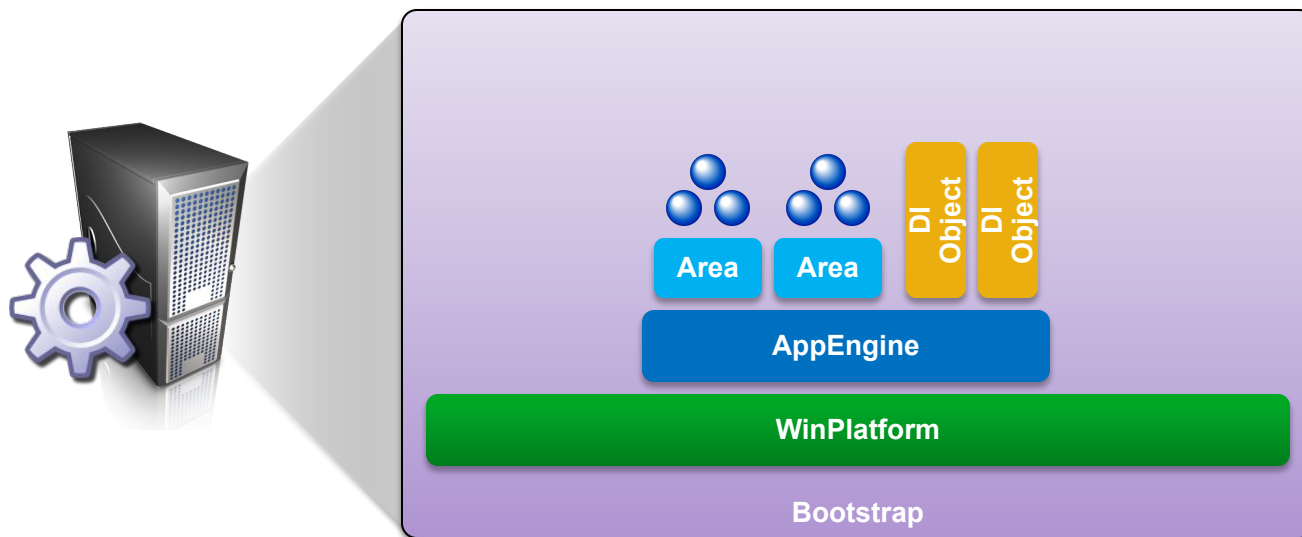 DI
Object
DI
Object
Area
Area
AppEngine
WinPlatform
Bootstrap